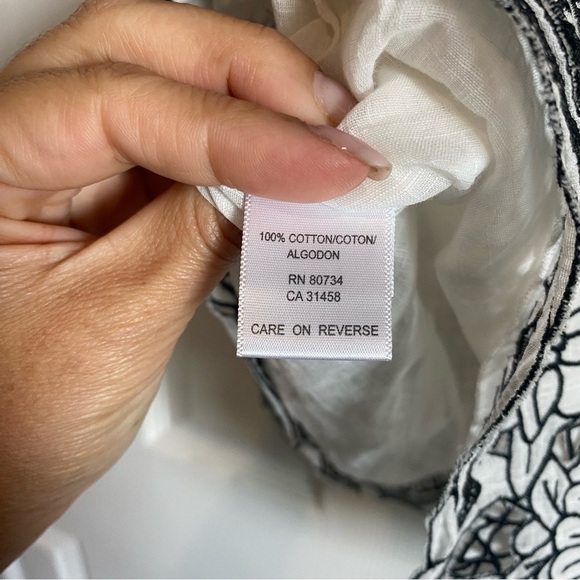 100% COTTON/COTON/
ALGODON
RN 80734
CA 31458
CARE ON REVERSE